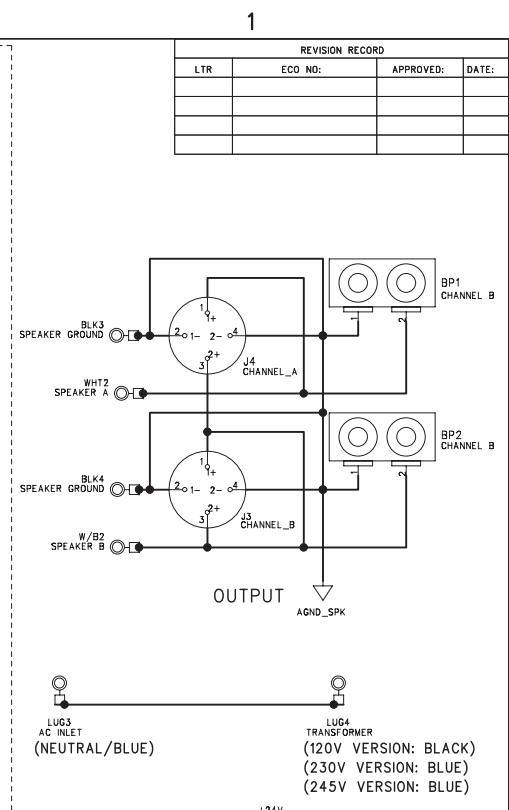 1
REVISION RECORD
LTR ECO NO: APPROVED: DATE:
BP1
CHANNEL B
1 2
1
1+
BLK3
SPEAKER GROUND
2 1- 2- 4
2+
3
J4
CHANNEL_A
WHT2
SPEAKER A
BP2
CHANNEL B
1 2
1
1+
BLK4
SPEAKER GROUND
2 1- 2- 4
2+
3
J3
CHANNEL_B
W/B2
SPEAKER B
OUTPUT
AGND_SPK
LUG3
AC INLET
(NEUTRAL/BLUE)
LUG4
TRANSFORMER
(120V VERSION: BLACK)
(230V VERSION: BLUE)
(245V VERSION: BLUE)